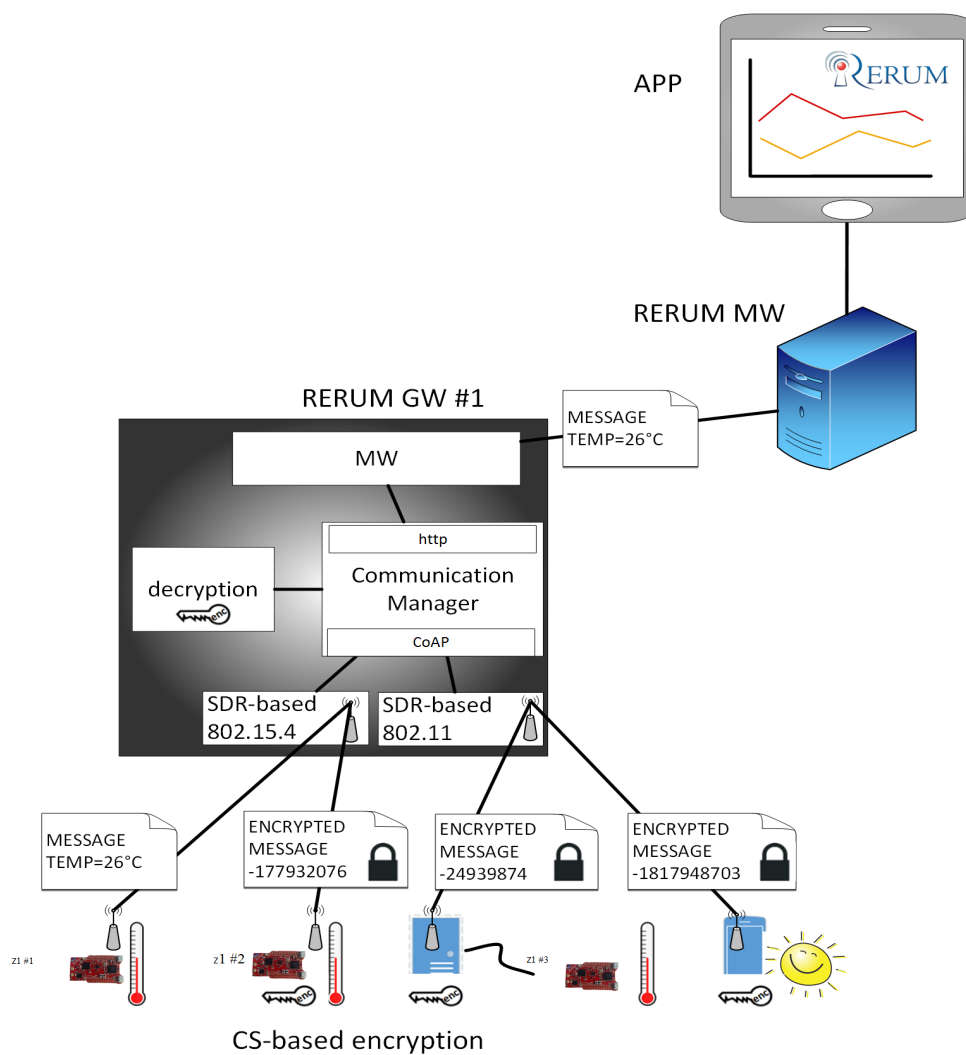 RERUM
APP
RERUM MW
RERUM GW #1
MESSAGE
TEMP=26°C
MW
http
Communication
Manager
decryption
enc
CoAP
SDR-based
802.15.4
SDR-based
802.11
MESSAGE
TEMP=26°C
ENCRYPTED
MESSAGE
-177932076
ENCRYPTED
MESSAGE
-24939874
ENCRYPTED
MESSAGE
-1817948703
Z1 #1
z1 #2
Z1 #3
enc
enc
enc
CS-based encryption